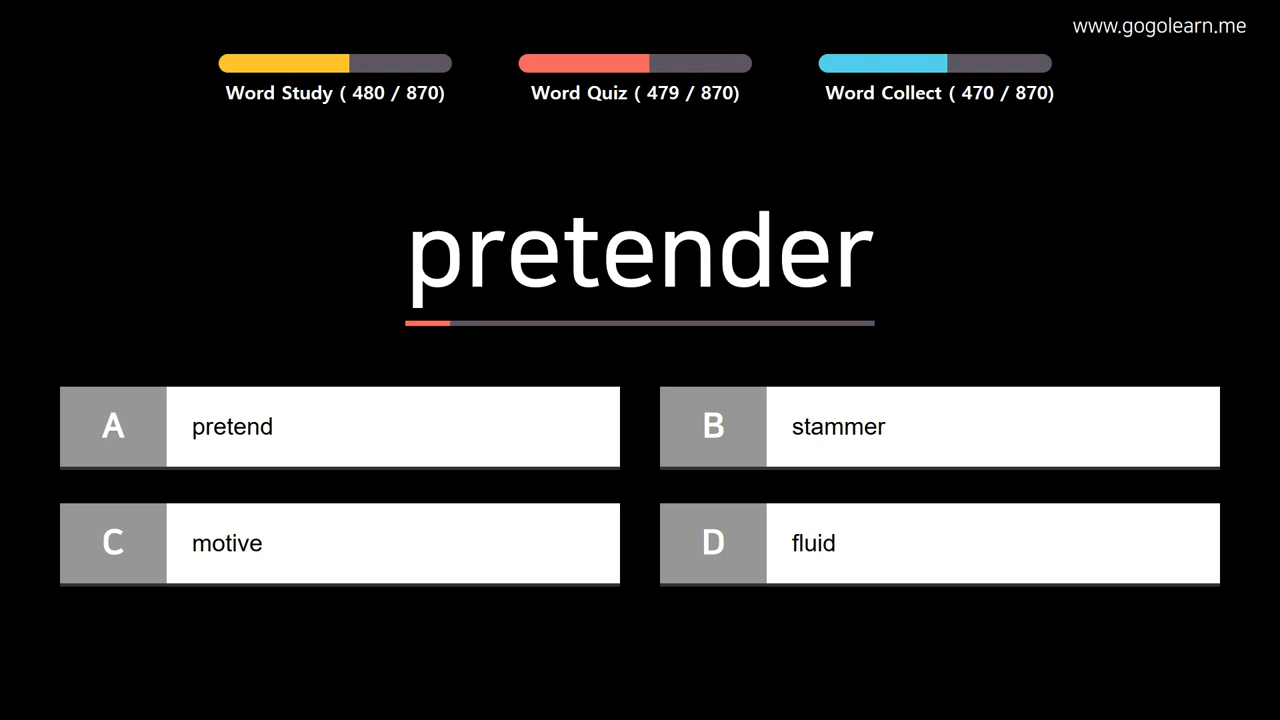 www.gogolearn.me
Word Study ( 480 / 870)
Word Quiz ( 479 / 870)
Word Collect ( 470 / 870)
pretender
A pretend
B stammer
C motive
D fluid